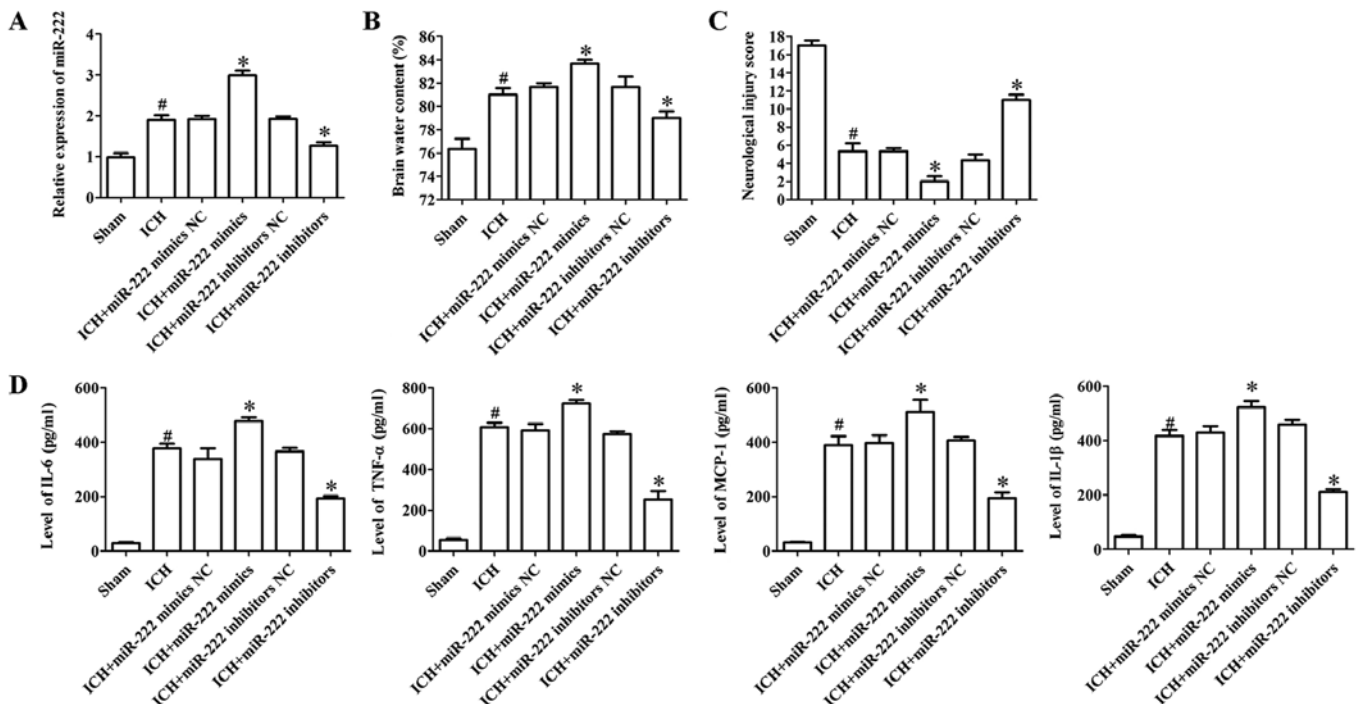 A
Relative expression of miR-222
4
3
2
1
0
#
*
*
Sham
ICH
ICH+miR-222 mimics NC
ICH+miR-222 mimics
ICH+miR-222 inhibitors NC
ICH+miR-222 inhibitors
B
Brain water content (%)
86
84
82
80
78
76
74
72
#
*
*
Sham
ICH
ICH+miR-222 mimics NC
ICH+miR-222 mimics
ICH+miR-222 inhibitors NC
ICH+miR-222 inhibitors
C
Neurological injury score
18
16
14
12
10
8
6
4
2
0
#
*
*
Sham
ICH
ICH+miR-222 mimics NC
ICH+miR-222 mimics
ICH+miR-222 inhibitors NC
ICH+miR-222 inhibitors
D
Level of IL-6 (pg/ml)
600
400
200
0
#
*
*
Sham
ICH
ICH+miR-222 mimics NC
ICH+miR-222 mimics
ICH+miR-222 inhibitors NC
ICH+miR-222 inhibitors
Level of TNF-α (pg/ml)
800
600
400
200
0
#
*
*
Sham
ICH
ICH+miR-222 mimics NC
ICH+miR-222 mimics
ICH+miR-222 inhibitors NC
ICH+miR-222 inhibitors
Level of MCP-1 (pg/ml)
600
400
200
0
#
*
*
Sham
ICH
ICH+miR-222 mimics NC
ICH+miR-222 mimics
ICH+miR-222 inhibitors NC
ICH+miR-222 inhibitors
Level of IL-1β (pg/ml)
600
400
200
0
#
*
*
Sham
ICH
ICH+miR-222 mimics NC
ICH+miR-222 mimics
ICH+miR-222 inhibitors NC
ICH+miR-222 inhibitors